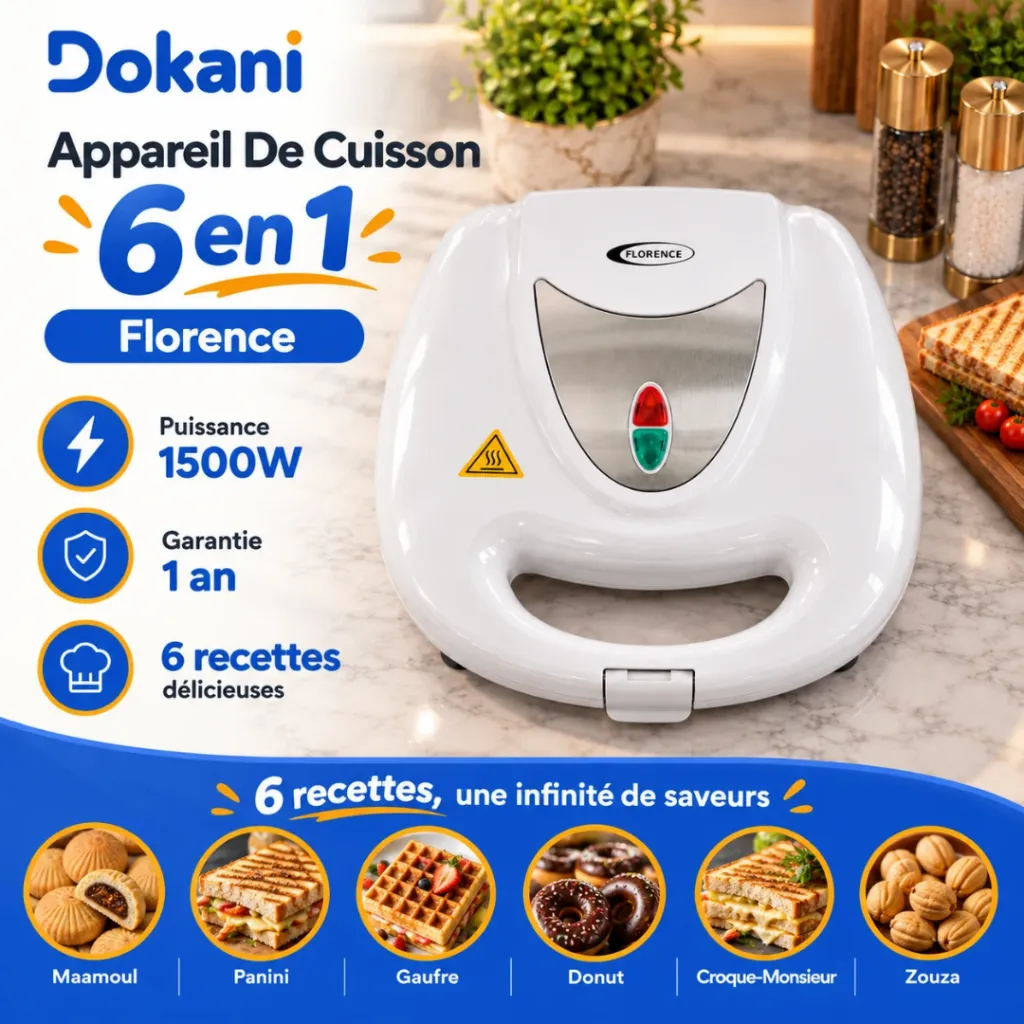 Dokani
Appareil De Cuisson
6 en 1
Florence
FLORENCE
Puissance
1500W
Garantie
1 an
6 recettes
délicieuses
6 recettes, une infinité de saveurs
Maamoul
Panini
Gaufre
Donut
Croque-Monsieur
Zouza